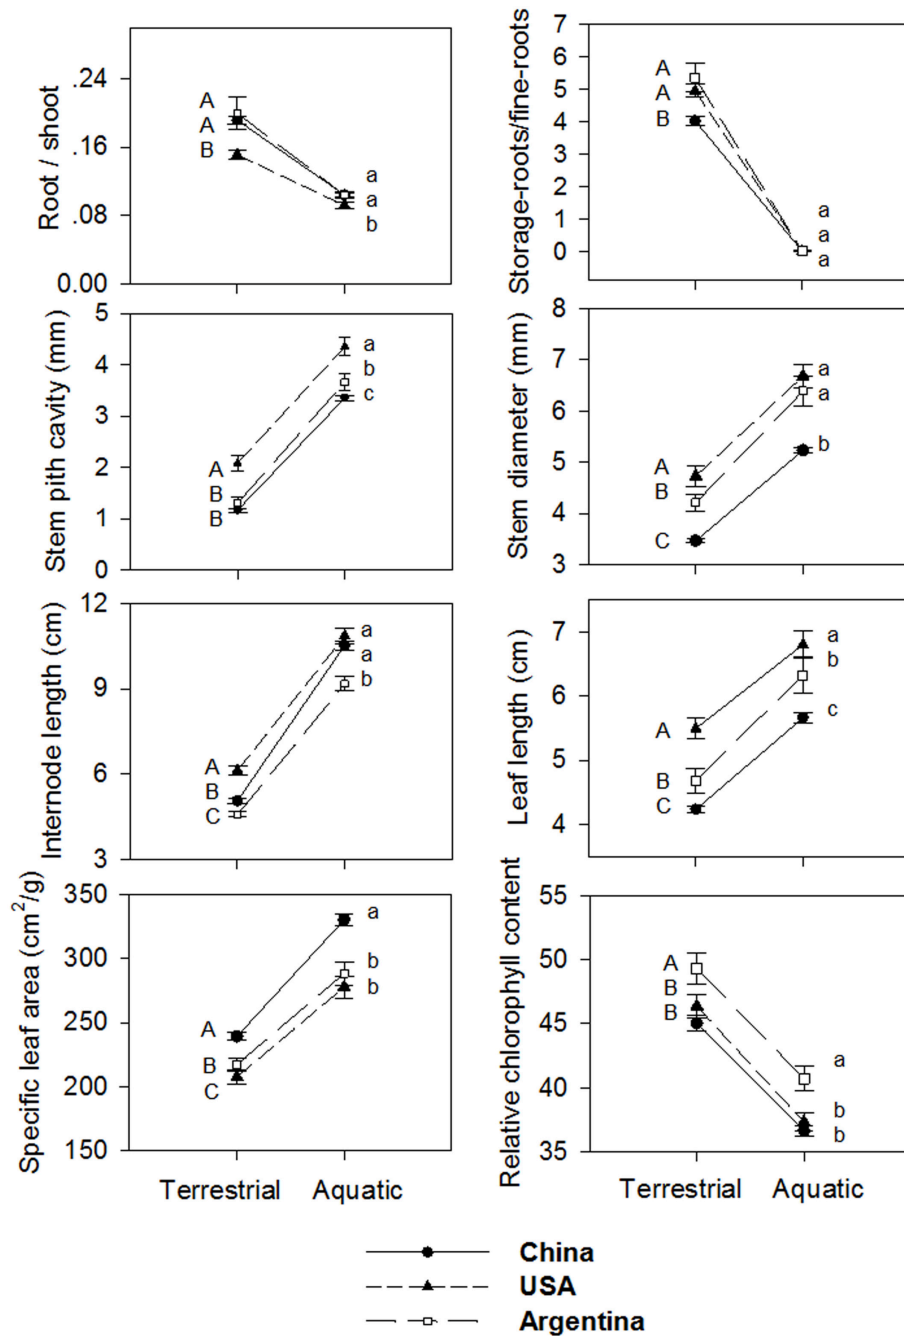 Root / shoot
.24
.16
.08
0.00
A
A
B
a
a
b
Storage-roots/fine-roots
7
6
5
4
3
2
1
0
A
A
B
a
a
a
Stem pith cavity (mm)
5
4
3
2
1
0
A
B
B
a
b
c
Stem diameter (mm)
8
7
6
5
4
3
A
B
C
a
a
b
Internode length (cm)
12
9
6
3
A
B
C
a
a
b
Leaf length (cm)
7
6
5
4
A
B
C
a
b
c
Specific leaf area (cm²/g)
350
300
250
200
150
A
B
C
a
b
b
Terrestrial Aquatic
Relative chlorophyll content
50
45
40
35
A
B
B
a
b
b
Terrestrial Aquatic
China
USA
Argentina